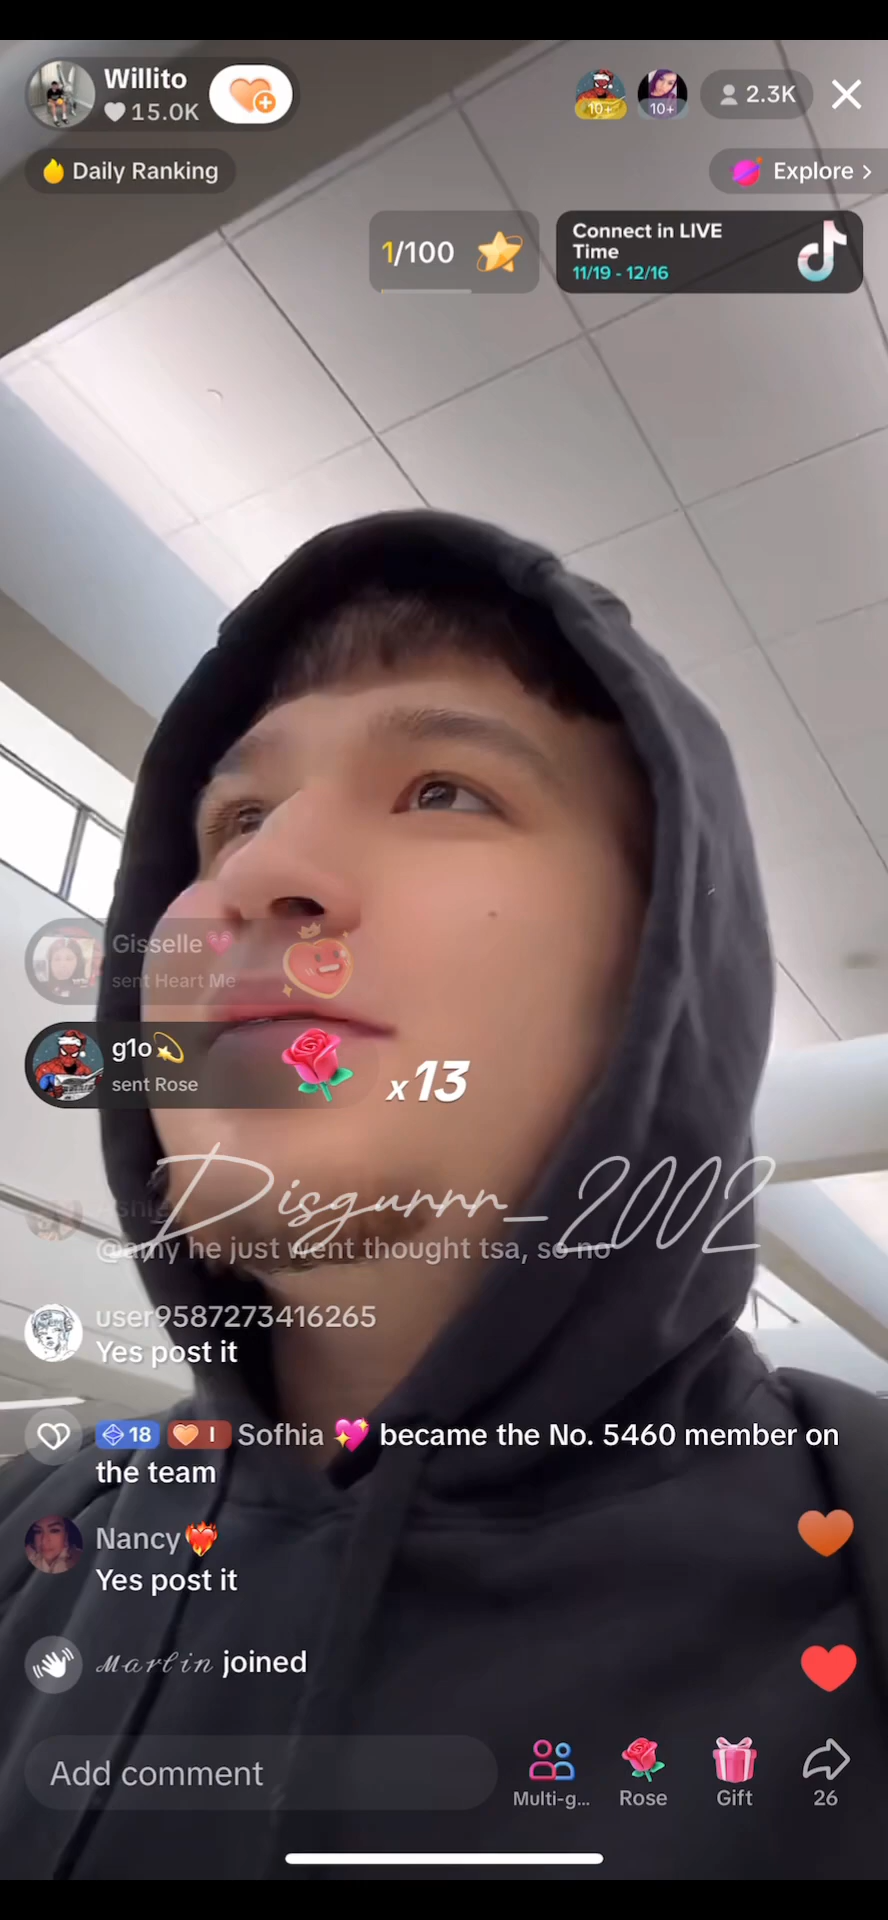 Willito
15.0K
10+
10+
2.3K
Daily Ranking
Explore >
1/100
Connect in LIVE
Time
11/19 - 12/16
Gisselle💗
sent Heart Me
g1o💫
sent Rose
x13
Disgurrr_2002
@amy he just went thought tsa, so no
user9587273416265
Yes post it
18 I Sofhia 💖 became the No. 5460 member on
the team
Nancy❤️‍🔥
Yes post it
𝓜𝓪𝓻𝓵𝓲𝓷 joined
Add comment
Multi-g...
Rose
Gift
26